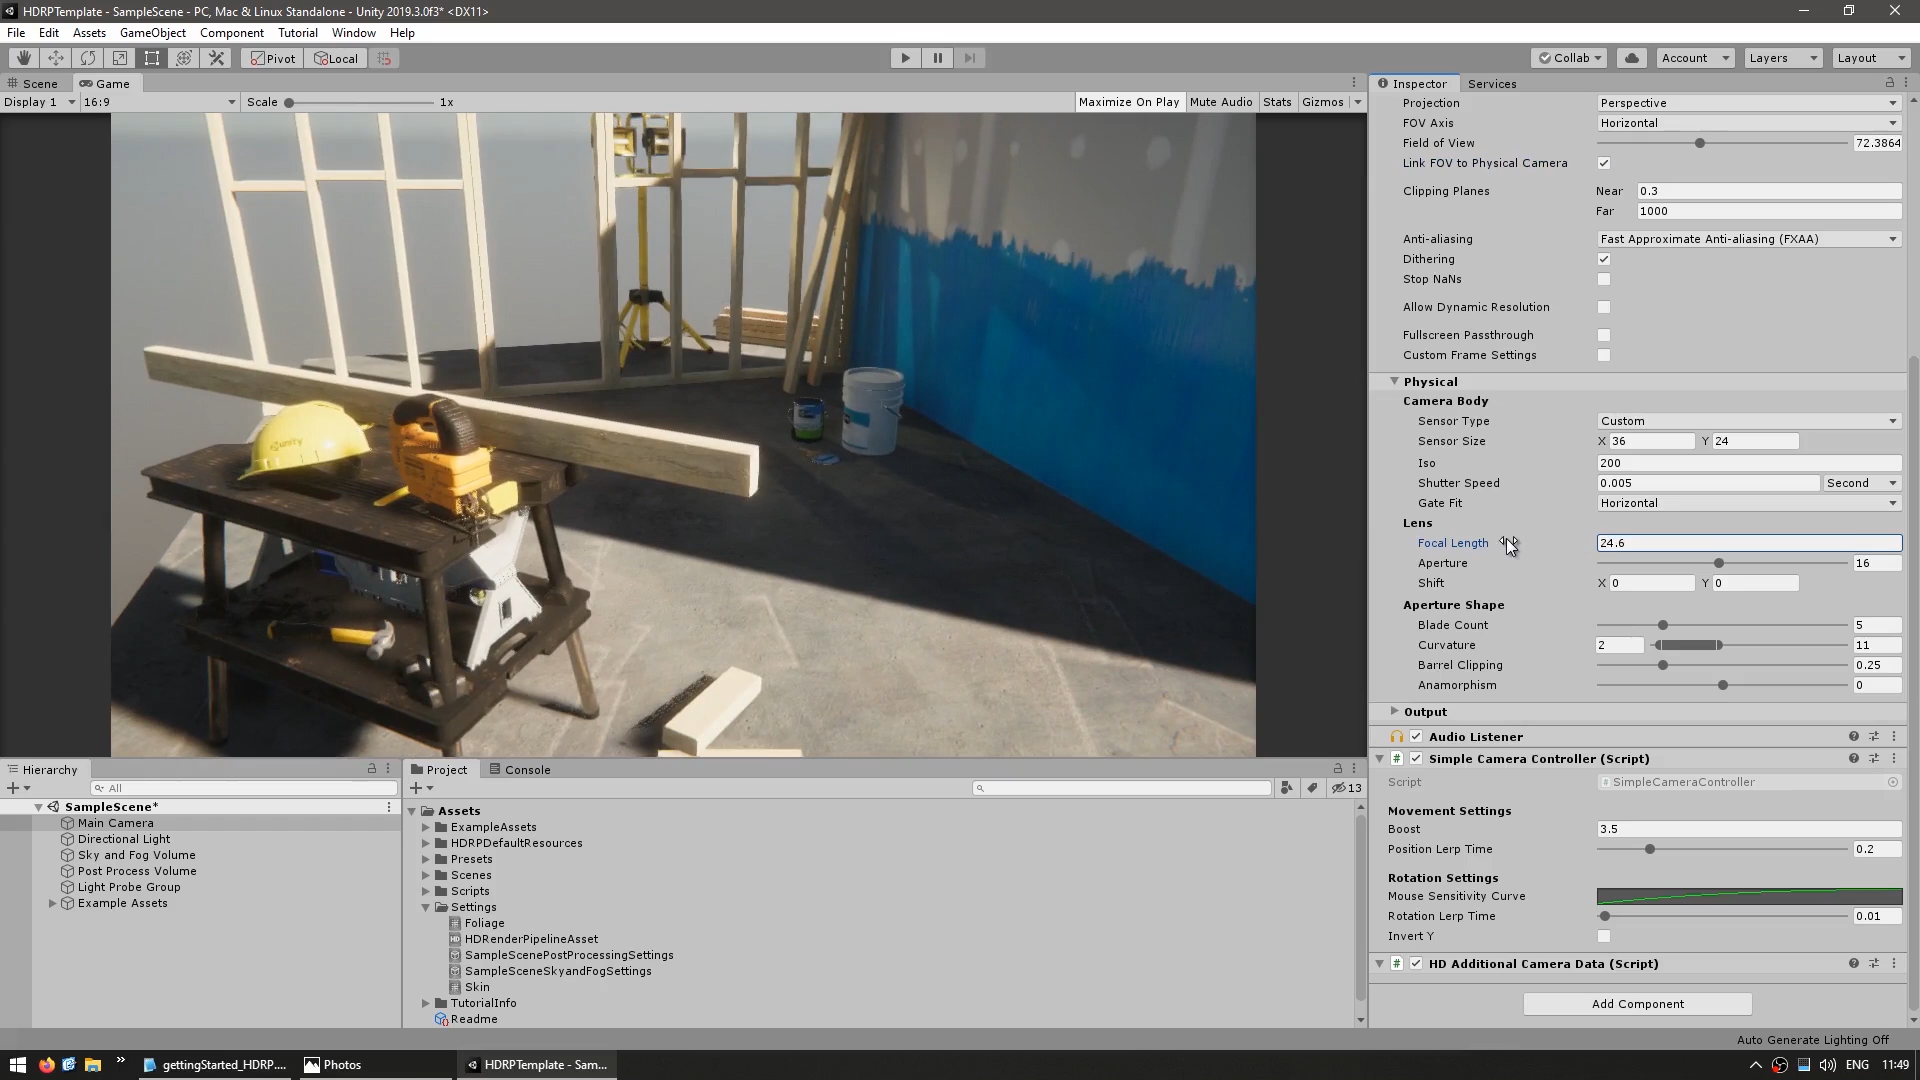 HDRPTemplate - SampleScene - PC, Mac & Linux Standalone - Unity 2019.3.0f3* <DX11>
File Edit Assets GameObject Component Tutorial Window Help
Pivot Local Collab Account Layers Layout
Scene Game
Display 1 16:9 Scale 1x Maximize On Play Mute Audio Stats Gizmos
unity
Inspector Services
Projection Perspective
FOV Axis Horizontal
Field of View 72.3864
Link FOV to Physical Camera
Clipping Planes Near 0.3
Far 1000
Anti-aliasing Fast Approximate Anti-aliasing (FXAA)
Dithering
Stop NaNs
Allow Dynamic Resolution
Fullscreen Passthrough
Custom Frame Settings
Physical
Camera Body
Sensor Type Custom
Sensor Size X 36 Y 24
Iso 200
Shutter Speed 0.005 Second
Gate Fit Horizontal
Lens
Focal Length 24.6
Aperture 16
Shift X 0 Y 0
Aperture Shape
Blade Count 5
Curvature 2 11
Barrel Clipping 0.25
Anamorphism 0
Output
Audio Listener
Simple Camera Controller (Script)
Script SimpleCameraController
Movement Settings
Boost 3.5
Position Lerp Time 0.2
Rotation Settings
Mouse Sensitivity Curve
Rotation Lerp Time 0.01
Invert Y
HD Additional Camera Data (Script)
Add Component
Hierarchy
All
SampleScene*
Main Camera
Directional Light
Sky and Fog Volume
Post Process Volume
Light Probe Group
Example Assets
Project Console
13
Assets
ExampleAssets
HDRPDefaultResources
Presets
Scenes
Scripts
Settings
Foliage
HDRenderPipelineAsset
SampleScenePostProcessingSettings
SampleSceneSkyandFogSettings
Skin
TutorialInfo
Readme
Auto Generate Lighting Off
gettingStarted_HDRP.... Photos HDRPTemplate - Sam... ENG 11:49